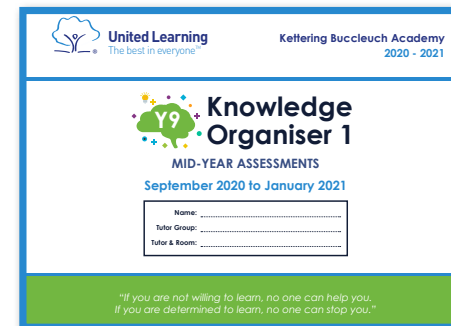 United Learning
The best in everyone™
Kettering Buccleuch Academy
2020 - 2021
Y9
Knowledge
Organiser 1
MID-YEAR ASSESSMENTS
September 2020 to January 2021
Name:
Tutor Group:
Tutor & Room:
"If you are not willing to learn, no one can help you.
If you are determined to learn, no one can stop you."